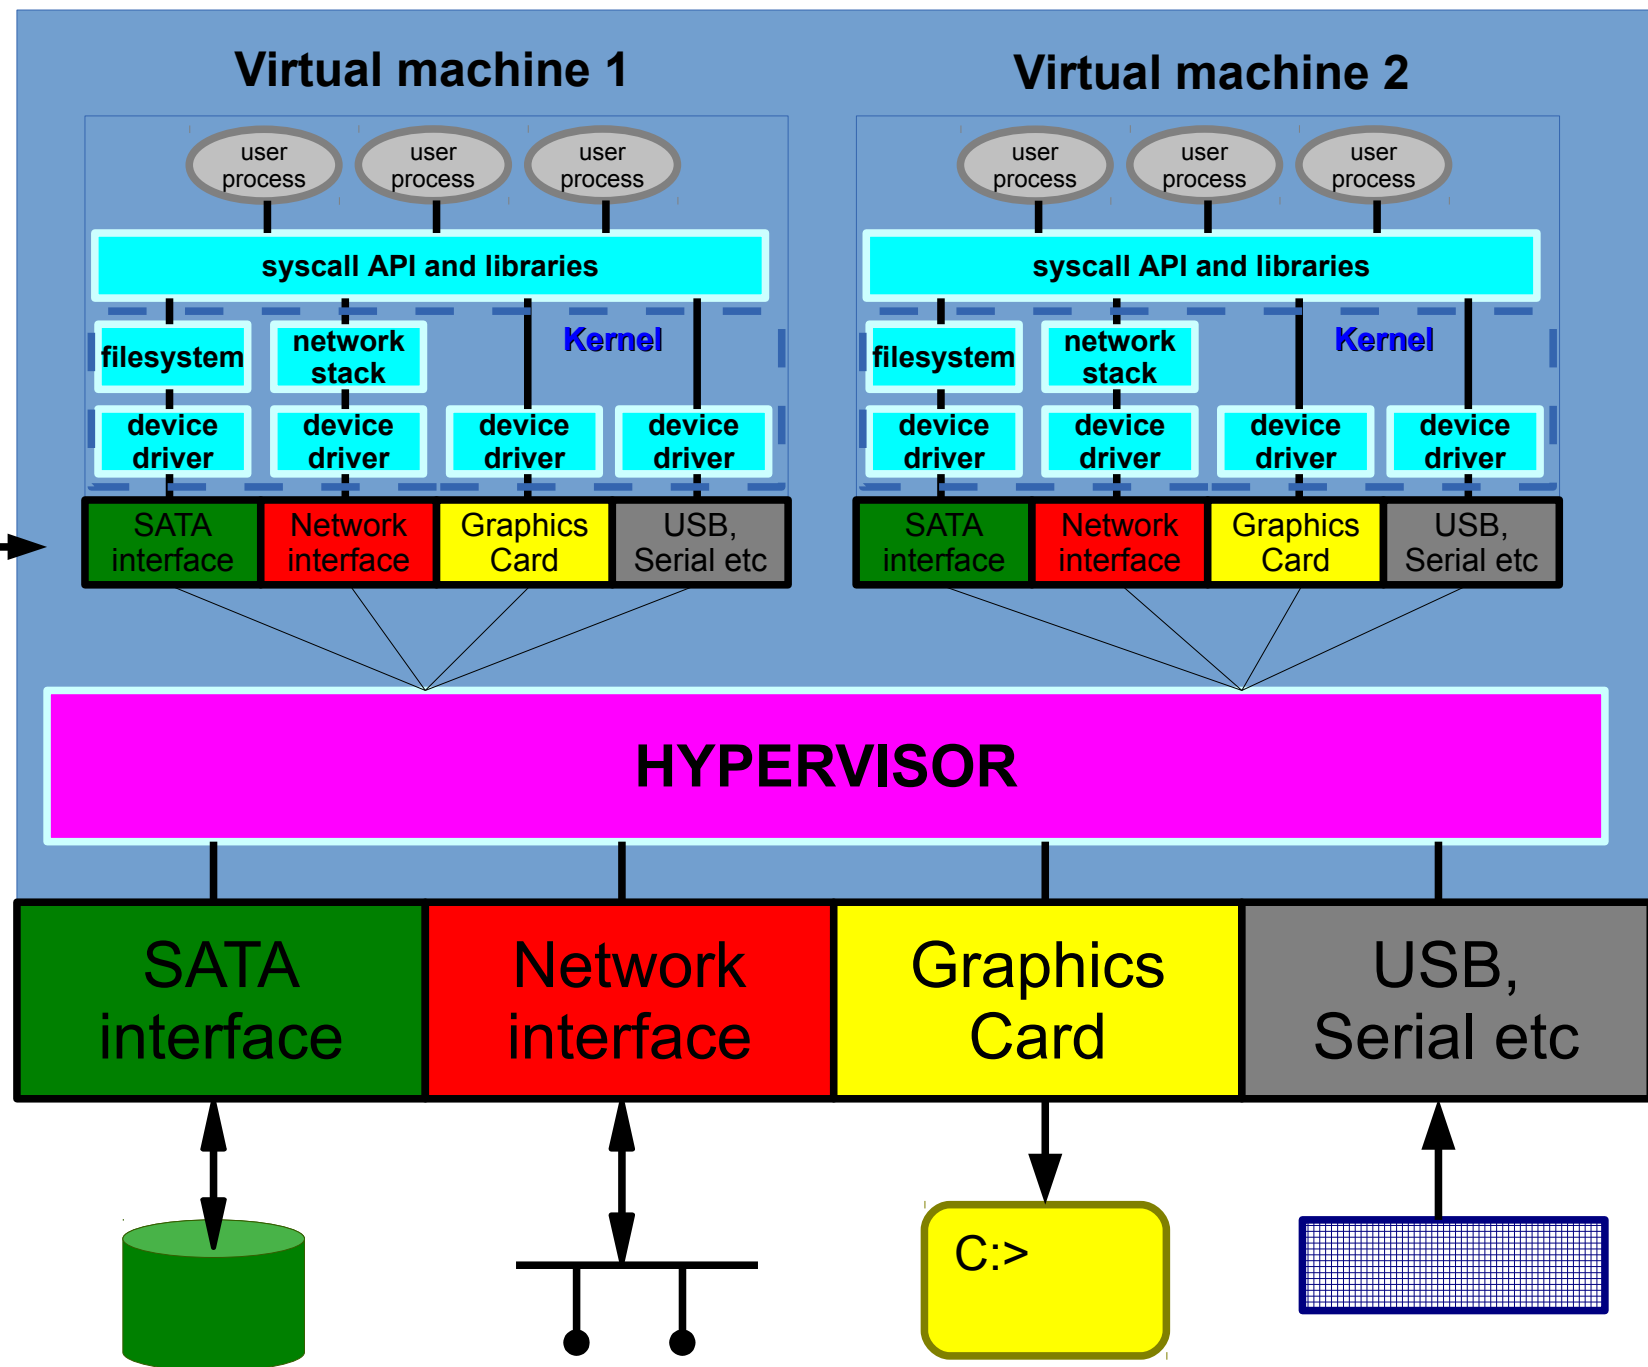 Virtual machine 1
user
process
user
process
user
process
syscall API and libraries
Kernel
filesystem
network
stack
device
driver
device
driver
device
driver
device
driver
SATA
interface
Network
interface
Graphics
Card
USB,
Serial etc
Virtual machine 2
user
process
user
process
user
process
syscall API and libraries
Kernel
filesystem
network
stack
device
driver
device
driver
device
driver
device
driver
SATA
interface
Network
interface
Graphics
Card
USB,
Serial etc
HYPERVISOR
SATA
interface
Network
interface
Graphics
Card
USB,
Serial etc
C:>